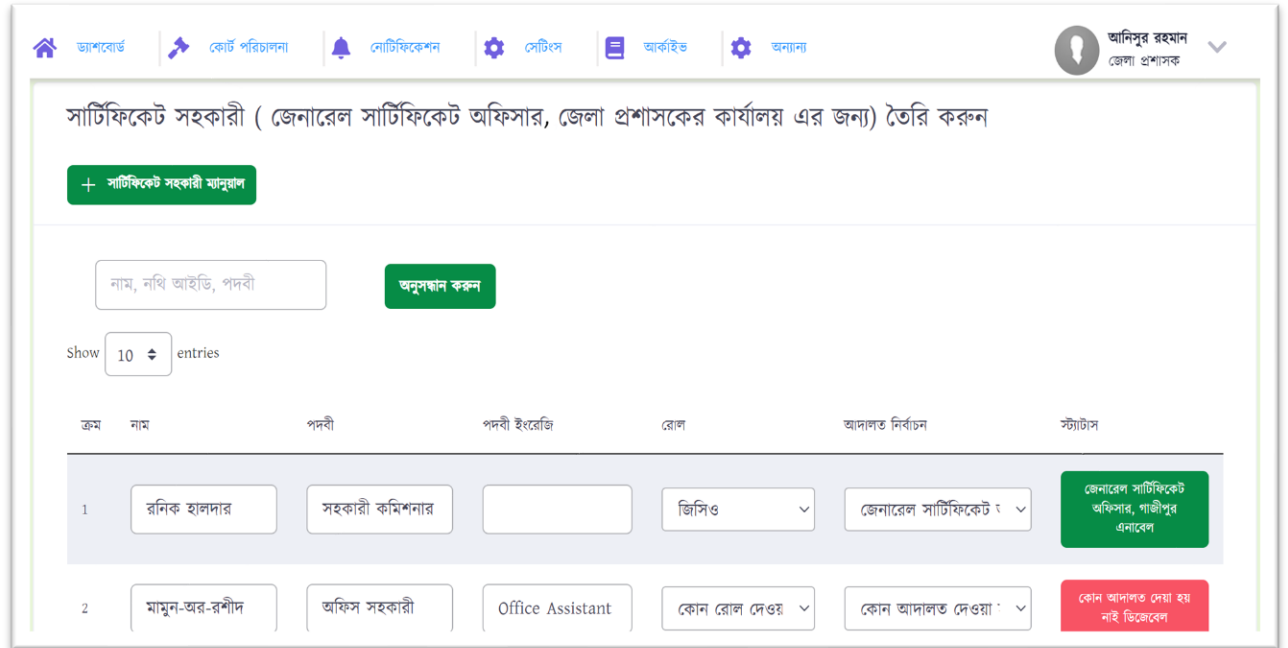 ড্যাশবোর্ড কোর্ট পরিচালনা নোটিফিকেশন সেটিংস আর্কাইভ অন্যান্য আনিসুর রহমান
জেলা প্রশাসক
সার্টিফিকেট সহকারী ( জেনারেল সার্টিফিকেট অফিসার, জেলা প্রশাসকের কার্যালয় এর জন্য) তৈরি করুন
+ সার্টিফিকেট সহকারী ম্যানুয়াল
নাম, নথি আইডি, পদবী অনুসন্ধান করুন
Show 10 entries
ক্রম নাম পদবী পদবী ইংরেজি রোল আদালত নির্বাচন স্ট্যাটাস
1 রনিক হালদার সহকারী কমিশনার জিসিও জেনারেল সার্টিফিকেট জেনারেল সার্টিফিকেট
অফিসার, গাজীপুর
এনাবেল
2 মামুন-অর-রশীদ অফিস সহকারী Office Assistant কোন রোল দেওয় কোন আদালত দেওয়া কোন আদালত দেয়া হয়
নাই ডিজেবেল